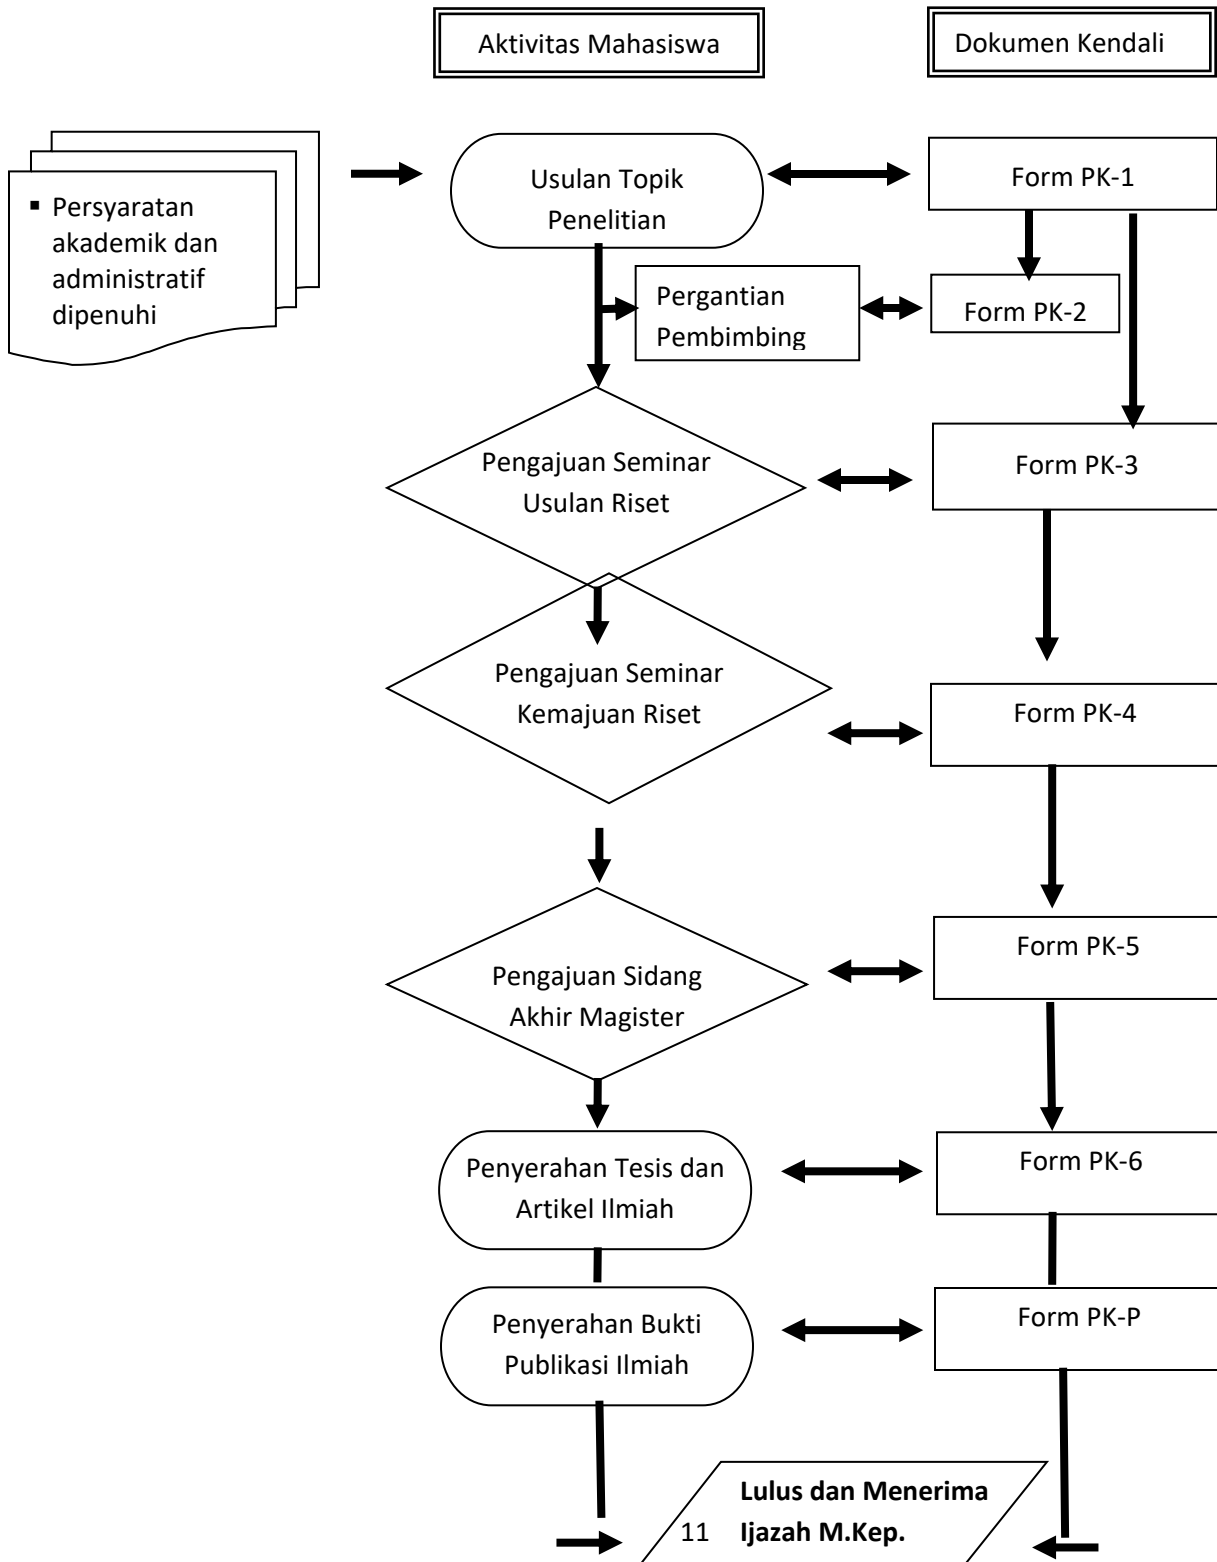 Aktivitas Mahasiswa
Dokumen Kendali
▪ Persyaratan
akademik dan
administratif
dipenuhi
Usulan Topik
Penelitian
Form PK-1
Pergantian
Pembimbing
Form PK-2
Pengajuan Seminar
Usulan Riset
Form PK-3
Pengajuan Seminar
Kemajuan Riset
Form PK-4
Pengajuan Sidang
Akhir Magister
Form PK-5
Penyerahan Tesis dan
Artikel Ilmiah
Form PK-6
Penyerahan Bukti
Publikasi Ilmiah
Form PK-P
Lulus dan Menerima
Ijazah M.Kep.
11